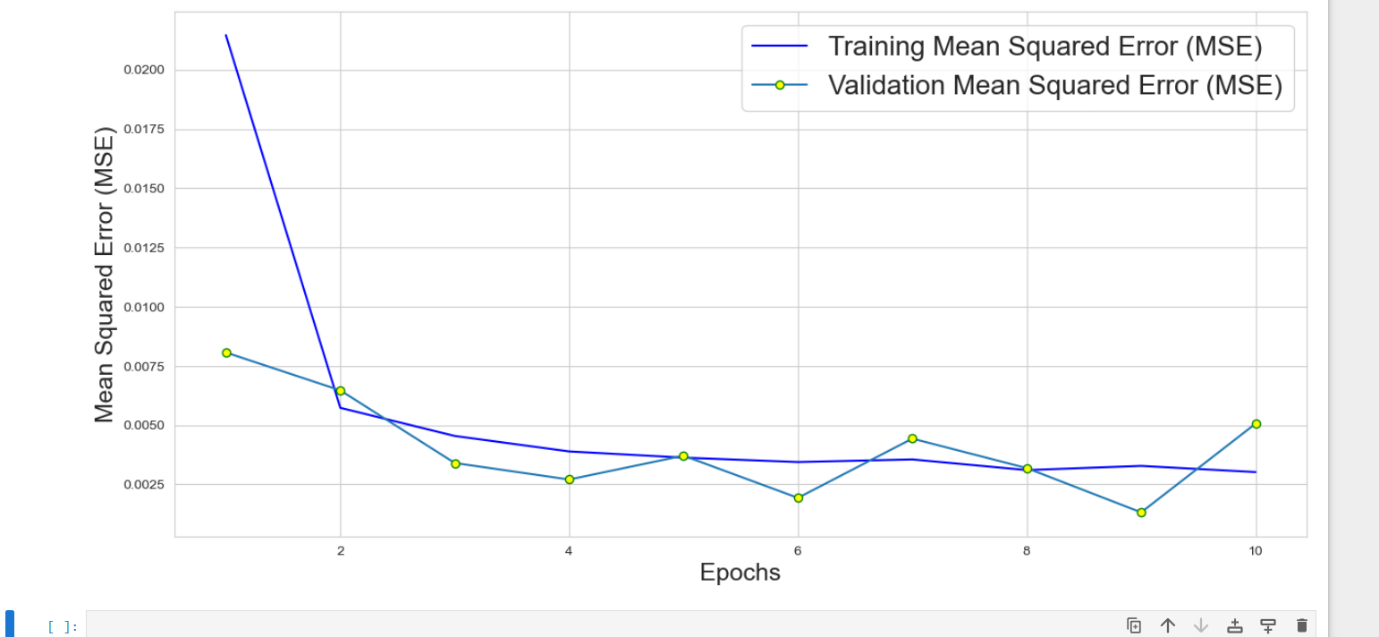 Training Mean Squared Error (MSE)
Validation Mean Squared Error (MSE)
Mean Squared Error (MSE)
0.0200
0.0175
0.0150
0.0125
0.0100
0.0075
0.0050
0.0025
2 4 6 8 10
Epochs
[ ]: